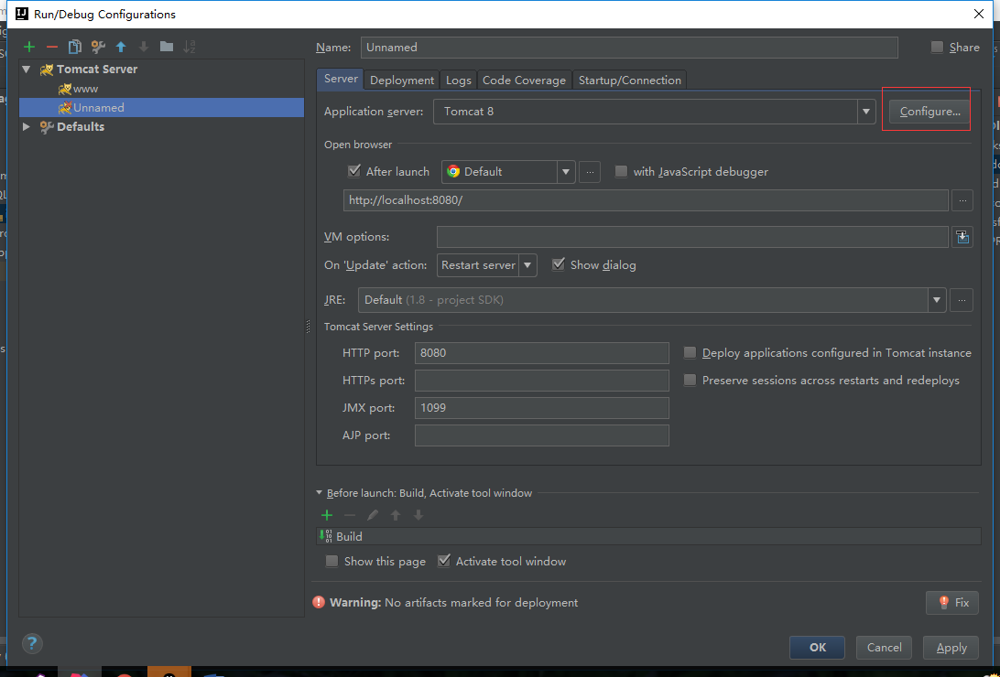 Run/Debug Configurations
Name: Unnamed Share
Tomcat Server
www
Unnamed
Defaults
Server Deployment Logs Code Coverage Startup/Connection
Application server: Tomcat 8 Configure...
Open browser
After launch Default ... with JavaScript debugger
http://localhost:8080/ ...
VM options:
On 'Update' action: Restart server Show dialog
JRE: Default (1.8 - project SDK) ...
Tomcat Server Settings
HTTP port: 8080 Deploy applications configured in Tomcat instance
HTTPs port: Preserve sessions across restarts and redeploys
JMX port: 1099
AJP port:
Before launch: Build, Activate tool window
Build
Show this page Activate tool window
Warning: No artifacts marked for deployment Fix
? OK Cancel Apply